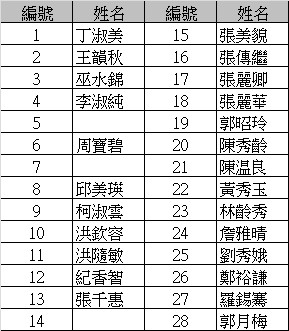 編號 姓名 編號 姓名
1 丁淑美 15 張美貌
2 王韻秋 16 張傳繼
3 巫水錦 17 張麗卿
4 李淑純 18 張麗華
5 19 郭昭玲
6 周寶碧 20 陳秀齡
7 21 陳温良
8 邱美瑛 22 黃秀玉
9 柯淑雲 23 林齡秀
10 洪欽容 24 詹雅晴
11 洪隨敏 25 劉秀娥
12 紀香智 26 鄭裕謙
13 張千惠 27 羅錫騫
14 28 郭月梅